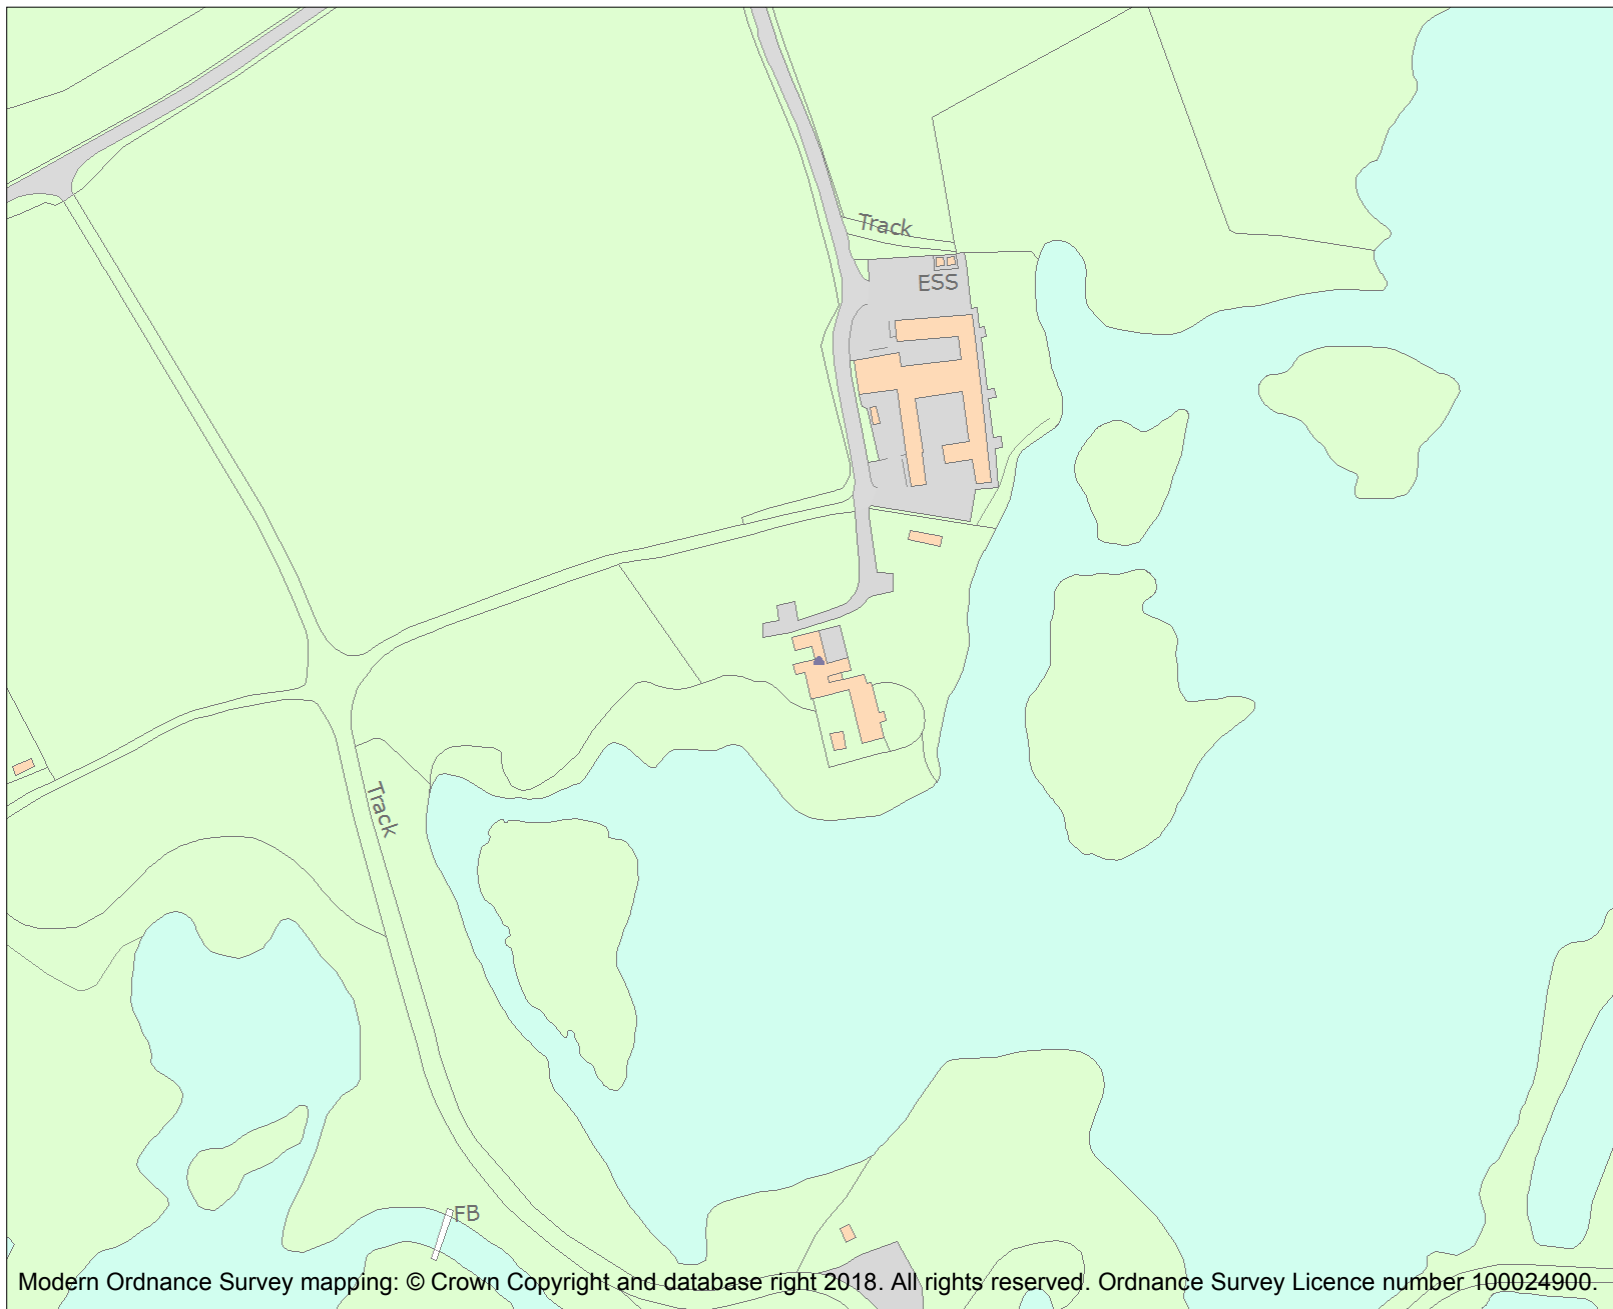 Track
ESS
Track
FB
Modern Ordnance Survey mapping: © Crown Copyright and database right 2018. All rights reserved. Ordnance Survey Licence number 100024900.